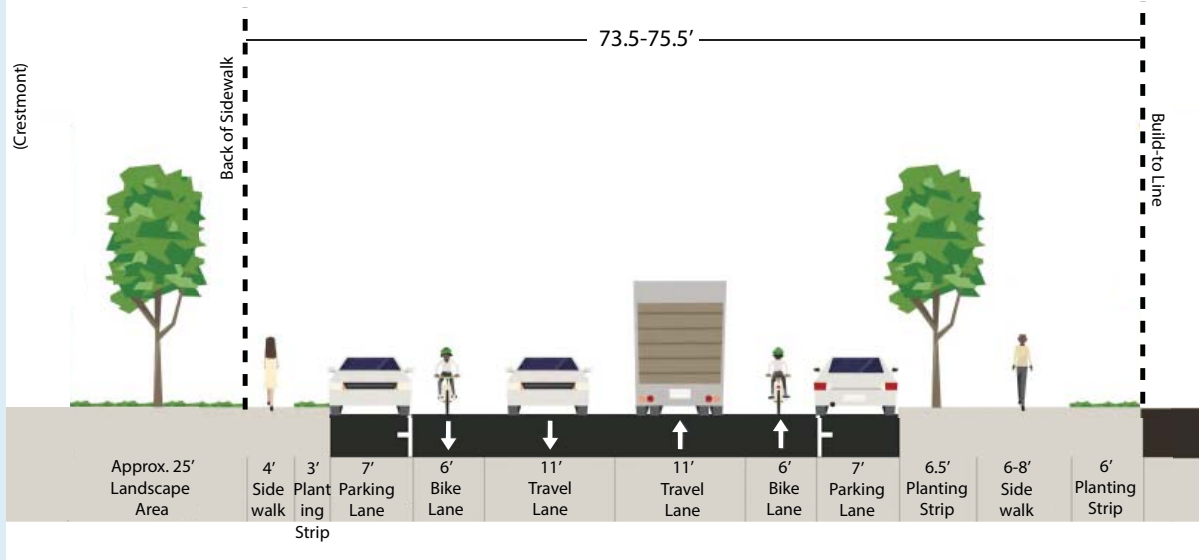 73.5-75.5′
(Crestmont)
Back of Sidewalk
Build-to Line
Approx. 25′
Landscape
Area
4′
Side
walk
3′
Plant
ing
Strip
7′
Parking
Lane
6′
Bike
Lane
11′
Travel
Lane
11′
Travel
Lane
6′
Bike
Lane
7′
Parking
Lane
6.5′
Planting
Strip
6-8′
Side
walk
6′
Planting
Strip